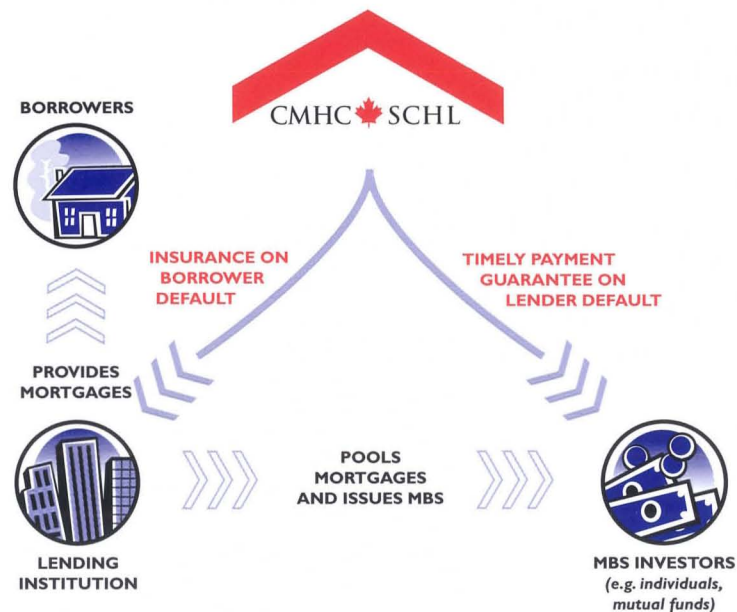 CMHC SCHL
BORROWERS
INSURANCE ON
BORROWER
DEFAULT
TIMELY PAYMENT
GUARANTEE ON
LENDER DEFAULT
PROVIDES
MORTGAGES
POOLS
MORTGAGES
AND ISSUES MBS
LENDING
INSTITUTION
MBS INVESTORS
(e.g. individuals,
mutual funds)